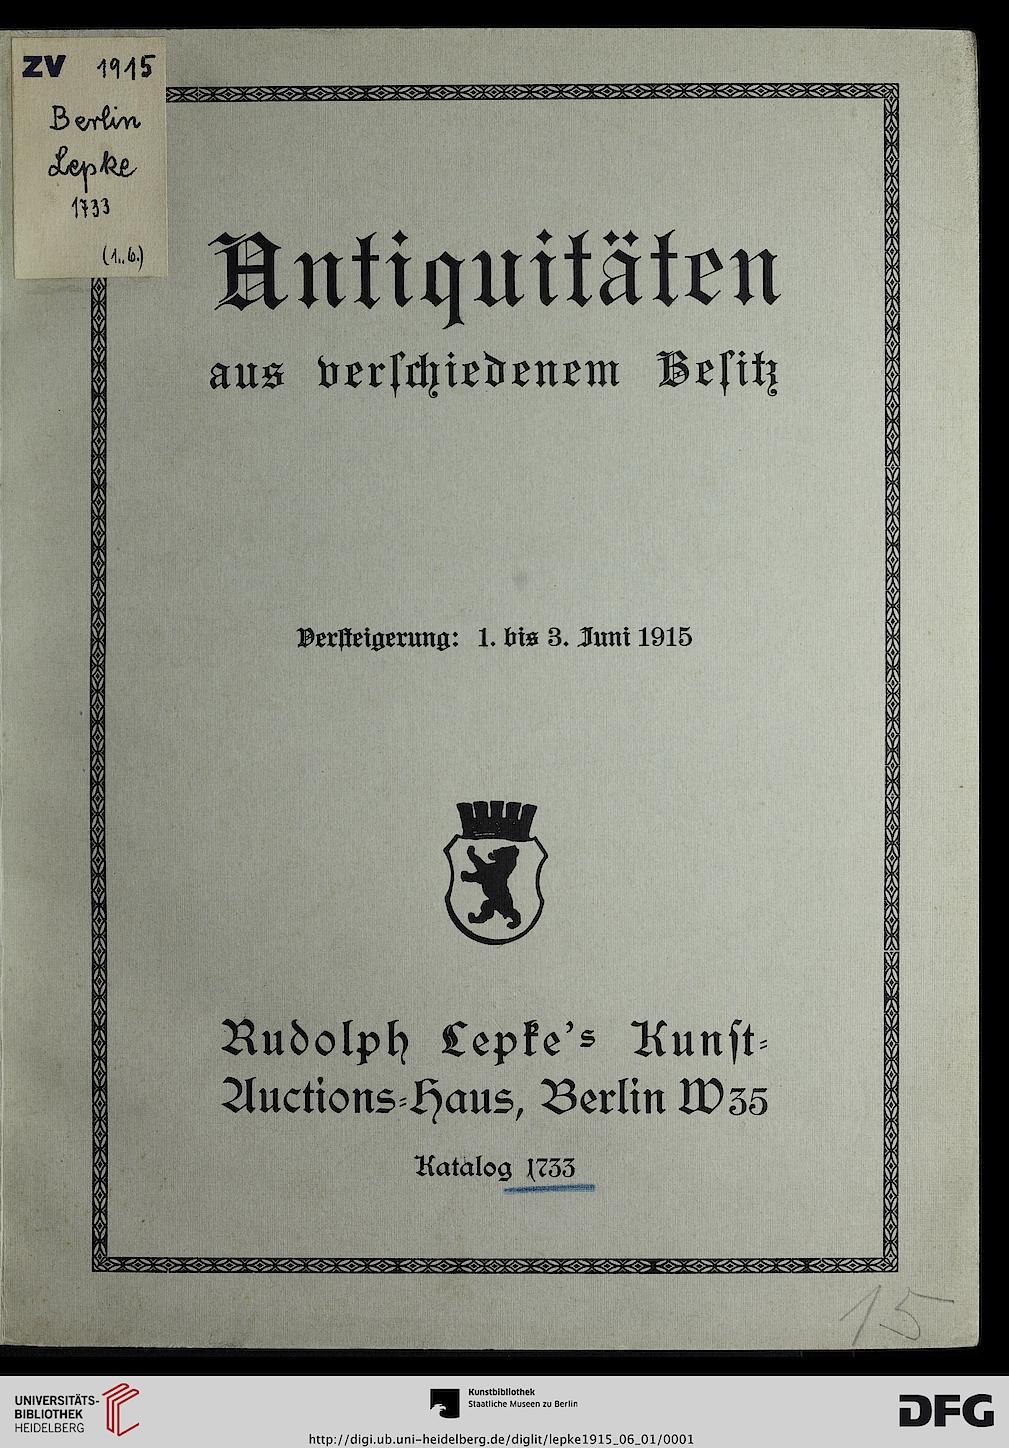 ZV 1915
Berlin
Lepke
1733
(1..6.)
Antiquitäten
aus verſchiedenem Beſitz
Verſteigerung: 1. bis 3. Juni 1915
Rudolph Lepke's Kunſt-
Auctions-Haus, Berlin W35
Katalog 1733
15
UNIVERSITÄTS-
BIBLIOTHEK
HEIDELBERG
Kunstbibliothek
Staatliche Museen zu Berlin
http://digi.ub.uni-heidelberg.de/diglit/lepke1915_06_01/0001
DFG